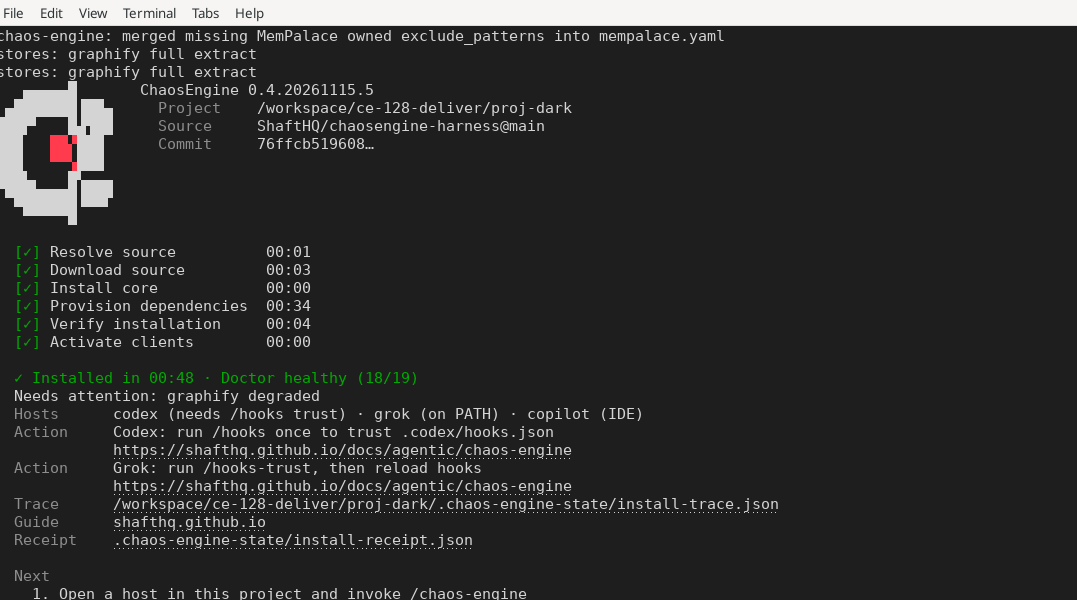 File Edit View Terminal Tabs Help
chaos-engine: merged missing MemPalace owned exclude_patterns into mempalace.yaml
stores: graphify full extract
stores: graphify full extract
ChaosEngine 0.4.20261115.5
Project /workspace/ce-128-deliver/proj-dark
Source ShaftHQ/chaosengine-harness@main
Commit 76ffcb519608…
[✓] Resolve source 00:01
[✓] Download source 00:03
[✓] Install core 00:00
[✓] Provision dependencies 00:34
[✓] Verify installation 00:04
[✓] Activate clients 00:00
✓ Installed in 00:48 · Doctor healthy (18/19)
Needs attention: graphify degraded
Hosts codex (needs /hooks trust) · grok (on PATH) · copilot (IDE)
Action Codex: run /hooks once to trust .codex/hooks.json
https://shafthq.github.io/docs/agentic/chaos-engine
Action Grok: run /hooks-trust, then reload hooks
https://shafthq.github.io/docs/agentic/chaos-engine
Trace /workspace/ce-128-deliver/proj-dark/.chaos-engine-state/install-trace.json
Guide shafthq.github.io
Receipt .chaos-engine-state/install-receipt.json
Next
1. Open a host in this project and invoke /chaos-engine